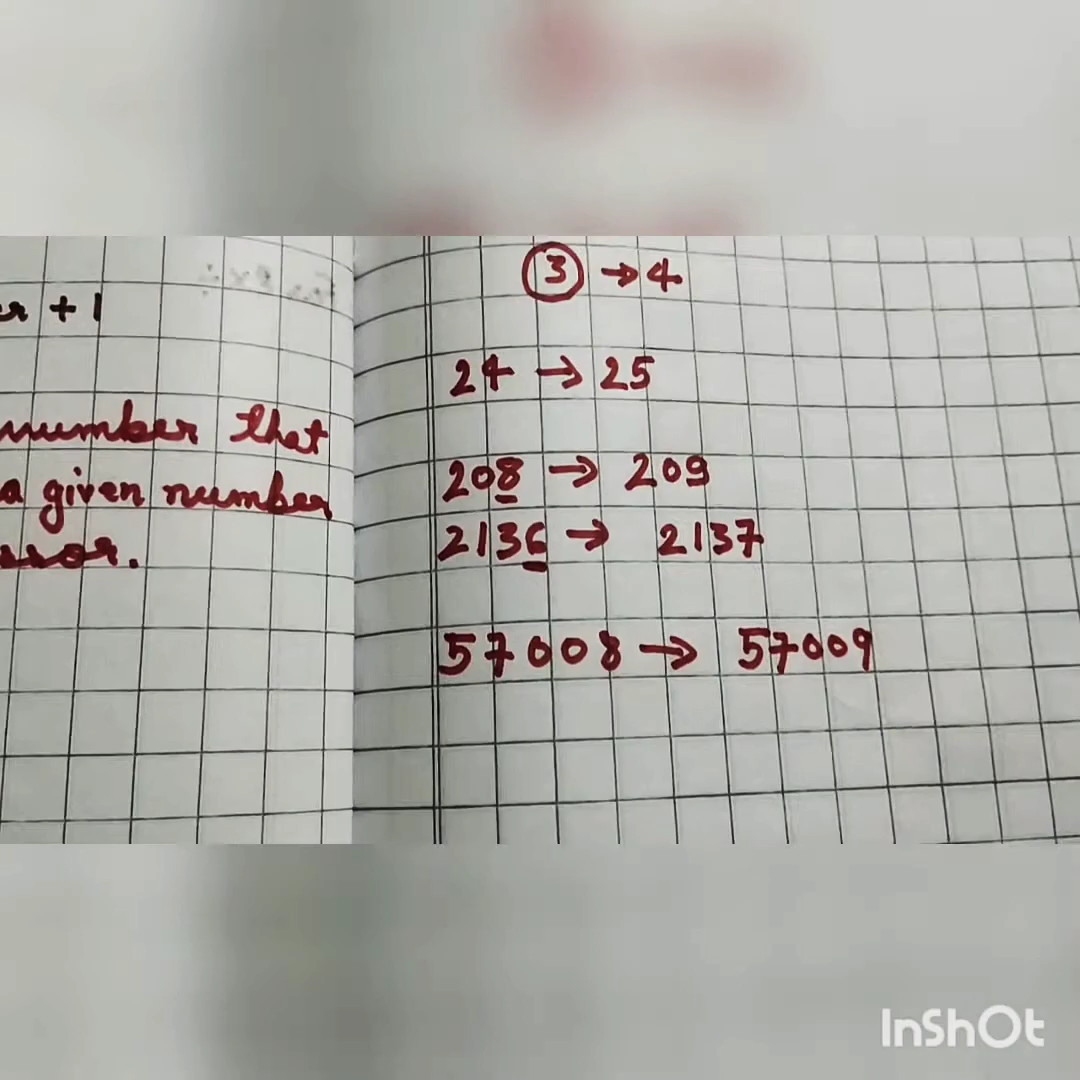 + 1
number that
a given number
3 → 4
24 → 25
208 → 209
2136 → 2137
57008 → 57009
InShOt